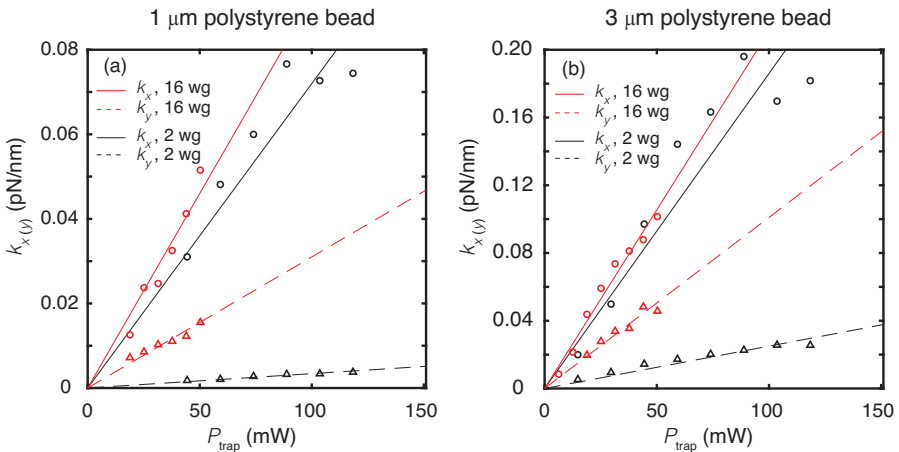 1 μm polystyrene bead
0.08
0.06
0.04
0.02
0
(a)
kx, 16 wg
ky, 16 wg
kx, 2 wg
ky, 2 wg
kx(y) (pN/nm)
0 50 100 150
Ptrap (mW)
3 μm polystyrene bead
0.20
0.16
0.12
0.08
0.04
0
(b)
kx, 16 wg
ky, 16 wg
kx, 2 wg
ky, 2 wg
kx(y) (pN/nm)
0 50 100 150
Ptrap (mW)